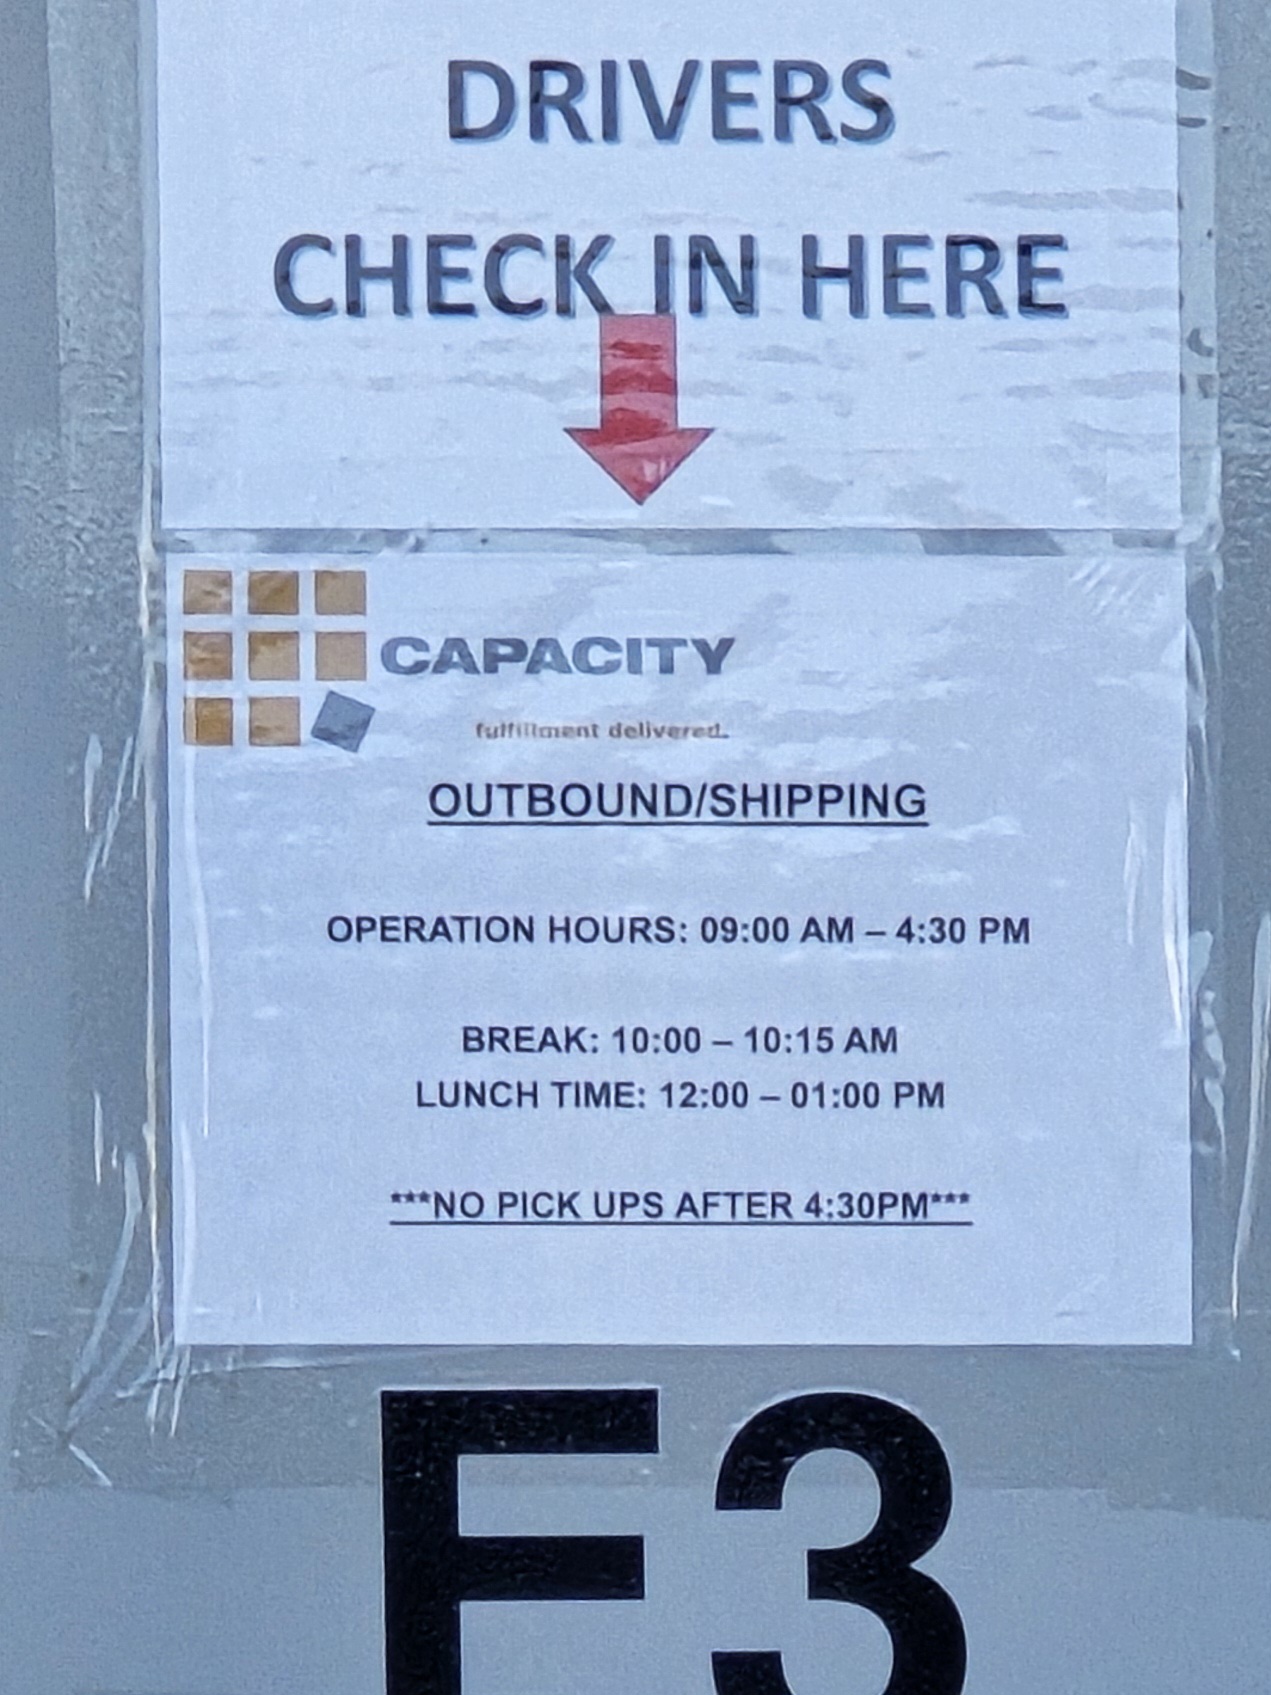 DRIVERS
CHECK IN HERE
CAPACITY
fulfillment delivered.
OUTBOUND/SHIPPING
OPERATION HOURS: 09:00 AM – 4:30 PM
BREAK: 10:00 – 10:15 AM
LUNCH TIME: 12:00 – 01:00 PM
***NO PICK UPS AFTER 4:30PM***
3